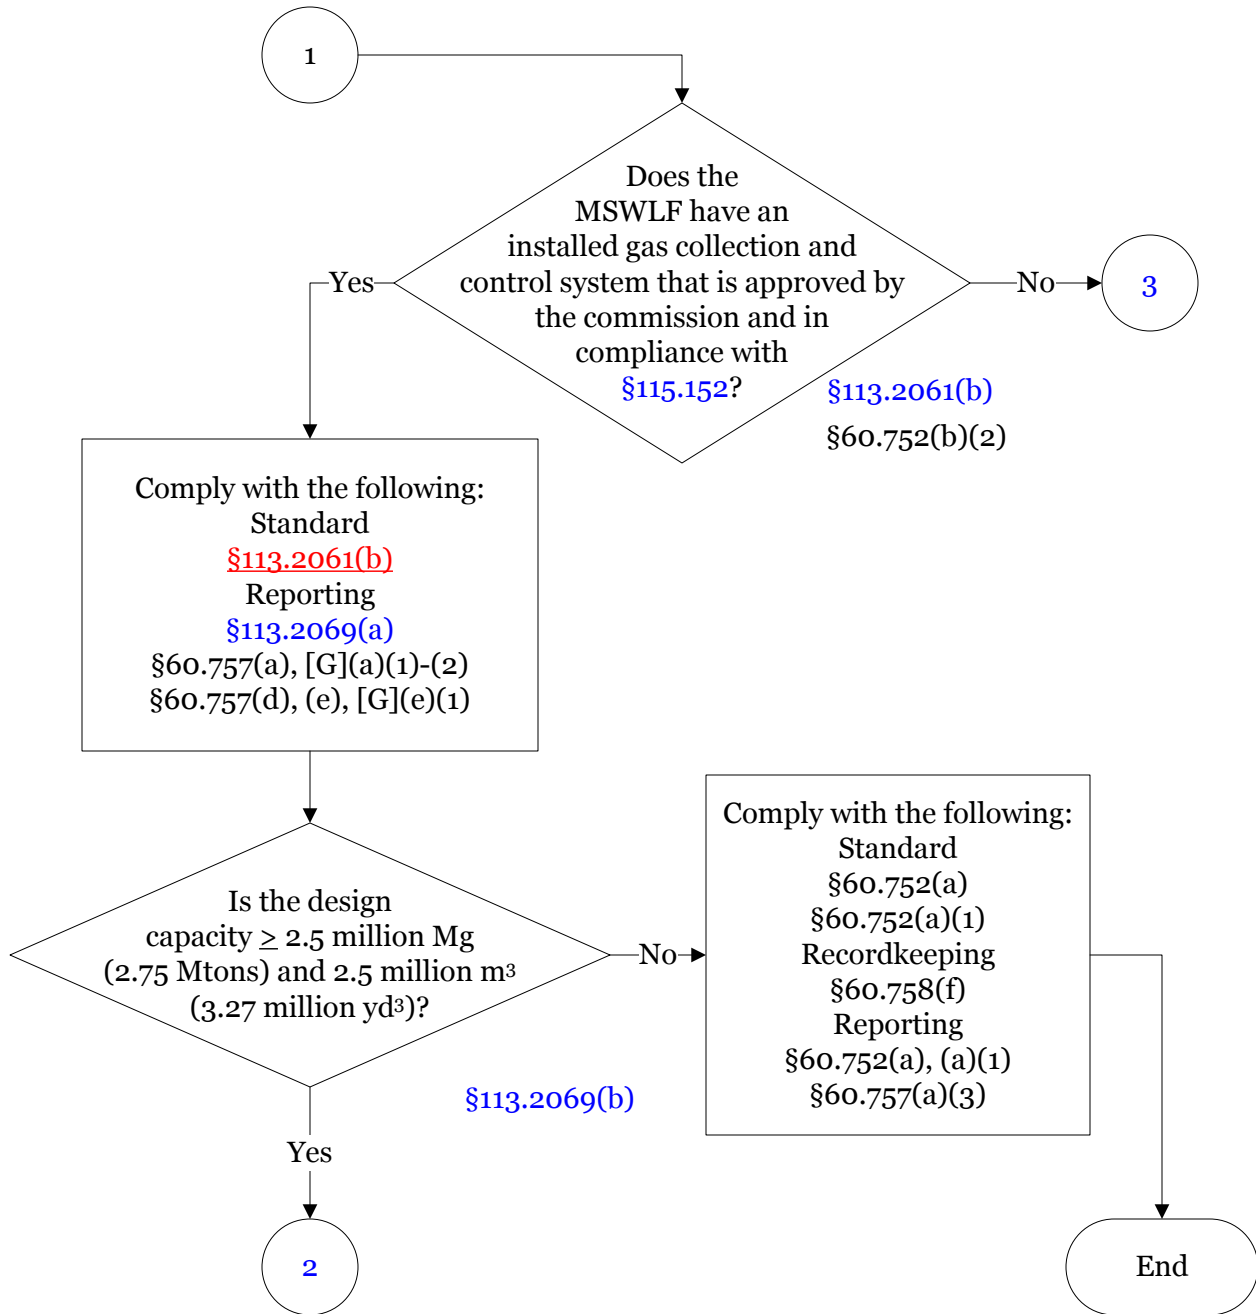 1
Does the
MSWLF have an
installed gas collection and
control system that is approved by
the commission and in
compliance with
§115.152?
Yes
No
3
§113.2061(b)
§60.752(b)(2)
Comply with the following:
Standard
§113.2061(b)
Reporting
§113.2069(a)
§60.757(a), [G](a)(1)-(2)
§60.757(d), (e), [G](e)(1)
Is the design
capacity ≥ 2.5 million Mg
(2.75 Mtons) and 2.5 million m³
(3.27 million yd³)?
No
Comply with the following:
Standard
§60.752(a)
§60.752(a)(1)
Recordkeeping
§60.758(f)
Reporting
§60.752(a), (a)(1)
§60.757(a)(3)
§113.2069(b)
Yes
2
End